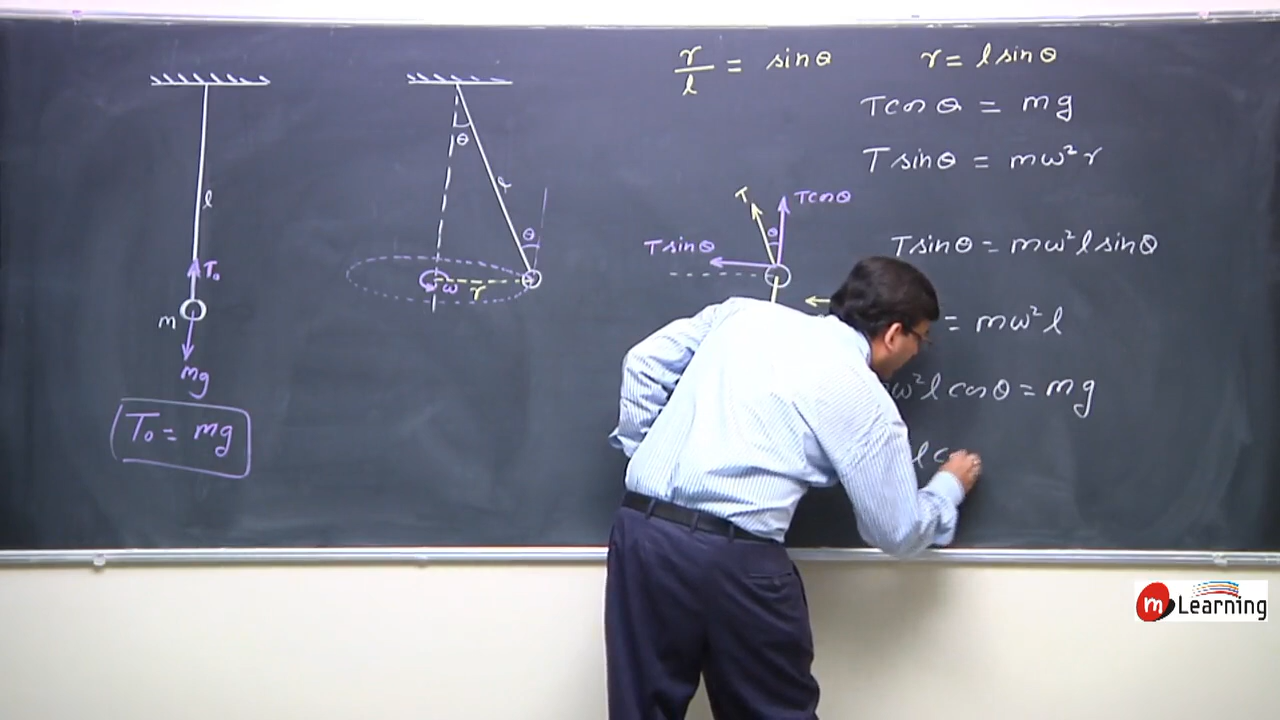 l
T₀
m
mg
T₀ = mg
θ
l
θ
ω
r
r/l = sinθ r = l sinθ
Tcosθ = mg
Tsinθ = mω²r
T Tcosθ
θ
Tsinθ
Tsinθ = mω²l sinθ
= mω²l
ω²l cosθ = mg
l
m Learning